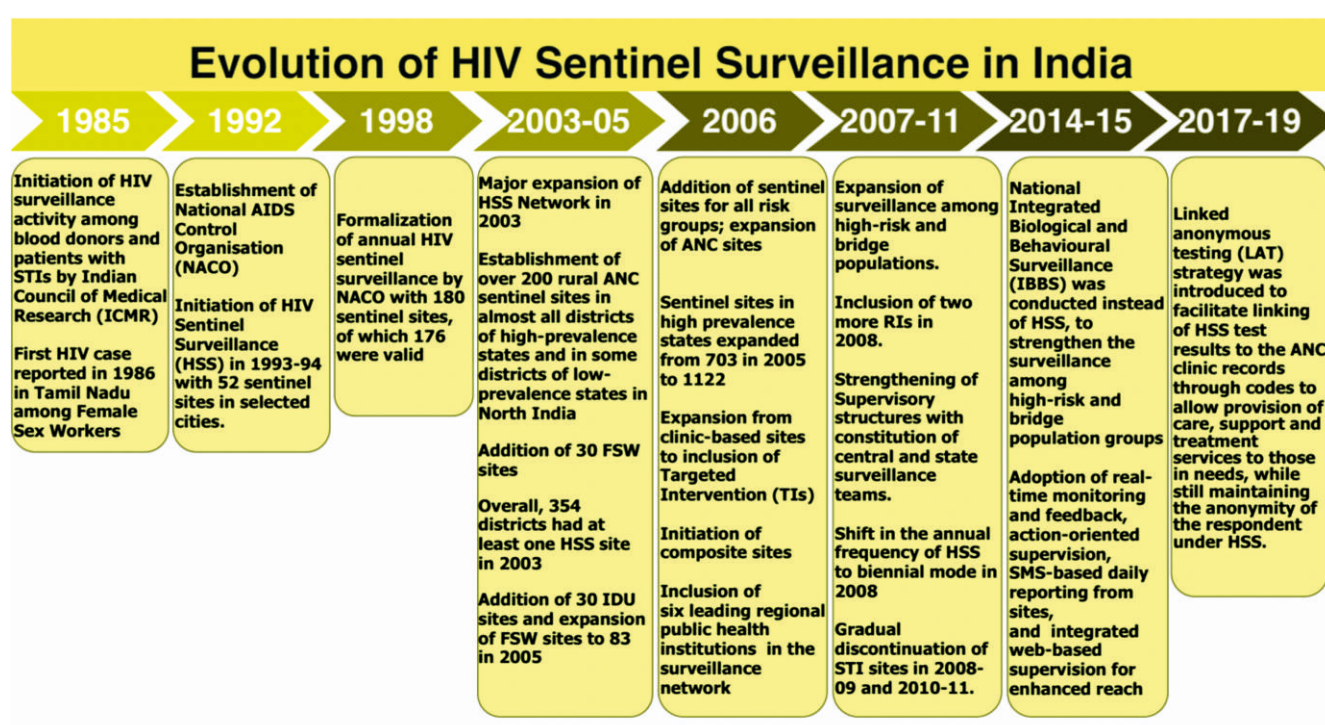 Evolution of HIV Sentinel Surveillance in India
1985
1992
1998
2003-05
2006
2007-11
2014-15
2017-19
Initiation of HIV
surveillance
activity among
blood donors and
patients with
STIs by Indian
Council of Medical
Research (ICMR)
First HIV case
reported in 1986
in Tamil Nadu
among Female
Sex Workers
Establishment of
National AIDS
Control
Organisation
(NACO)
Initiation of HIV
Sentinel
Surveillance
(HSS) in 1993-94
with 52 sentinel
sites in selected
cities.
Formalization
of annual HIV
sentinel
surveillance by
NACO with 180
sentinel sites,
of which 176
were valid
Major expansion of
HSS Network in
2003
Establishment of
over 200 rural ANC
sentinel sites in
almost all districts
of high-prevalence
states and in some
districts of low-
prevalence states in
North India
Addition of 30 FSW
sites
Overall, 354
districts had at
least one HSS site
in 2003
Addition of 30 IDU
sites and expansion
of FSW sites to 83
in 2005
Addition of sentinel
sites for all risk
groups; expansion
of ANC sites
Sentinel sites in
high prevalence
states expanded
from 703 in 2005
to 1122
Expansion from
clinic-based sites
to inclusion of
Targeted
Intervention (TIs)
Initiation of
composite sites
Inclusion of
six leading regional
public health
institutions in the
surveillance
network
Expansion of
surveillance among
high-risk and
bridge
populations.
Inclusion of two
more RIs in
2008.
Strengthening of
Supervisory
structures with
constitution of
central and state
surveillance
teams.
Shift in the annual
frequency of HSS
to biennial mode in
2008
Gradual
discontinuation of
STI sites in 2008-
09 and 2010-11.
National
Integrated
Biological and
Behavioural
Surveillance
(IBBS) was
conducted instead
of HSS, to
strengthen the
surveillance
among
high-risk and
bridge
population groups
Adoption of real-
time monitoring
and feedback,
action-oriented
supervision,
SMS-based daily
reporting from
sites,
and integrated
web-based
supervision for
enhanced reach
Linked
anonymous
testing (LAT)
strategy was
introduced to
facilitate linking
of HSS test
results to the ANC
clinic records
through codes to
allow provision of
care, support and
treatment
services to those
in needs, while
still maintaining
the anonymity of
the respondent
under HSS.